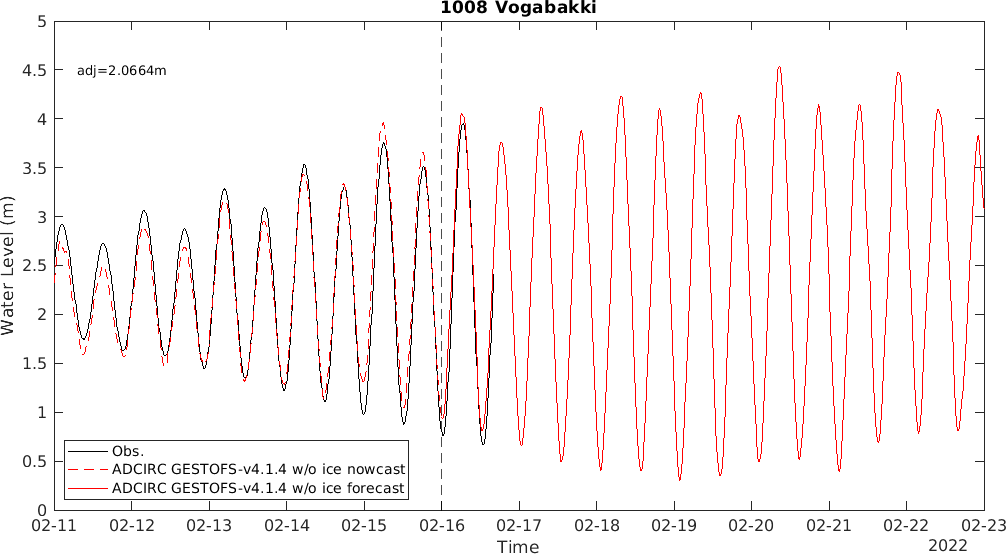 1008 Vogabakki
5
4.5
4
3.5
3
2.5
2
1.5
1
0.5
0
Water Level (m)
adj=2.0664m
Obs.
ADCIRC GESTOFS-v4.1.4 w/o ice nowcast
ADCIRC GESTOFS-v4.1.4 w/o ice forecast
02-11 02-12 02-13 02-14 02-15 02-16 02-17 02-18 02-19 02-20 02-21 02-22 02-23
Time
2022